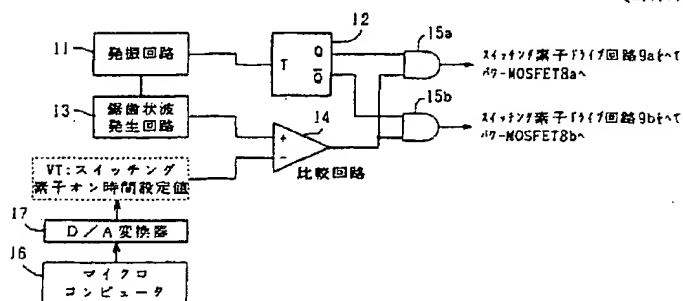 12
15a
11
発振回路
T
Q
Q̅
スイッチング素子ドライブ回路9aをへて
パワーMOSFET8aへ
13
鋸歯状波
発生回路
14
+
-
15b
スイッチング素子ドライブ回路9bをへて
パワーMOSFET8bへ
VT:スイッチング
素子オン時間設定値
比較回路
17
D/A変換器
16
マイクロ
コンピュータ